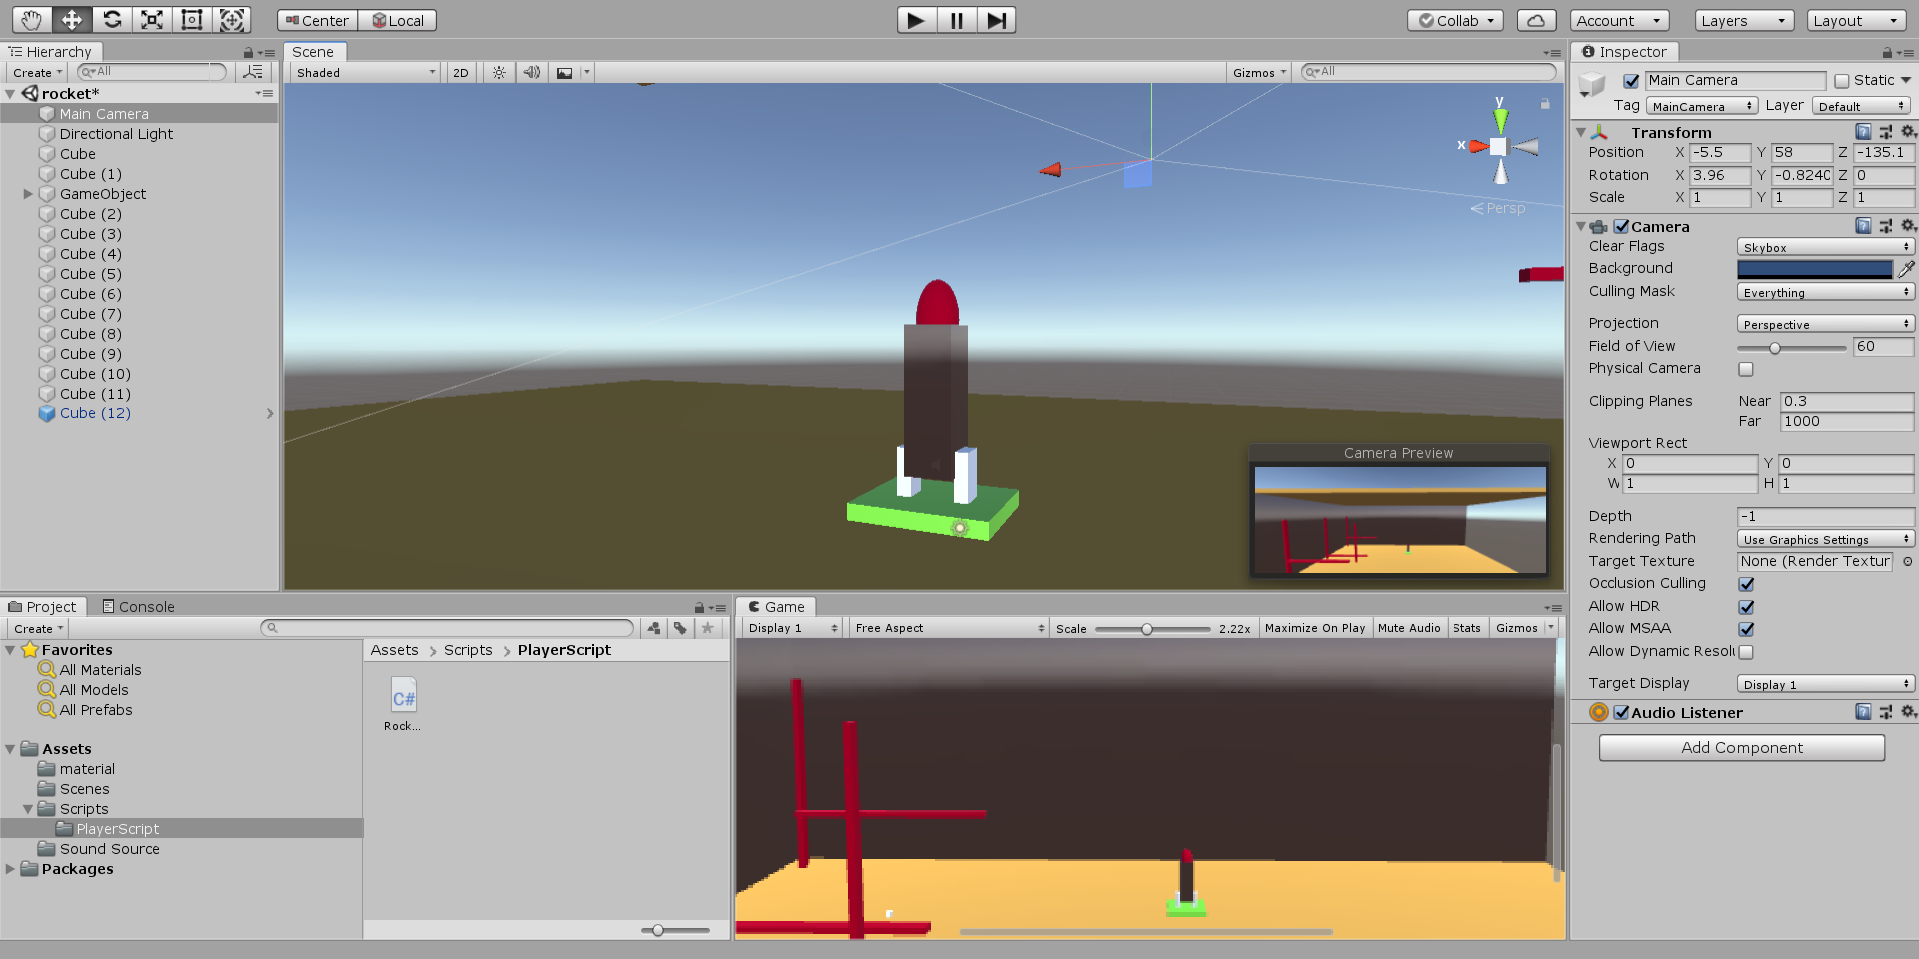 Center Local Collab Account Layers Layout
Hierarchy
Create All
rocket*
Main Camera
Directional Light
Cube
Cube (1)
GameObject
Cube (2)
Cube (3)
Cube (4)
Cube (5)
Cube (6)
Cube (7)
Cube (8)
Cube (9)
Cube (10)
Cube (11)
Cube (12)
Scene
Shaded 2D Gizmos All
y
x
Persp
Camera Preview
Inspector
Main Camera Static
Tag MainCamera Layer Default
Transform
Position X -5.5 Y 58 Z -135.1
Rotation X 3.96 Y -0.824 Z 0
Scale X 1 Y 1 Z 1
Camera
Clear Flags Skybox
Background
Culling Mask Everything
Projection Perspective
Field of View 60
Physical Camera
Clipping Planes Near 0.3
Far 1000
Viewport Rect
X 0 Y 0
W 1 H 1
Depth -1
Rendering Path Use Graphics Settings
Target Texture None (Render Textur
Occlusion Culling
Allow HDR
Allow MSAA
Allow Dynamic Resolu
Target Display Display 1
Audio Listener
Add Component
Project Console
Create
Favorites
All Materials
All Models
All Prefabs
Assets
material
Scenes
Scripts
PlayerScript
Sound Source
Packages
Assets Scripts PlayerScript
C#
Rock...
Game
Display 1 Free Aspect Scale 2.22x Maximize On Play Mute Audio Stats Gizmos